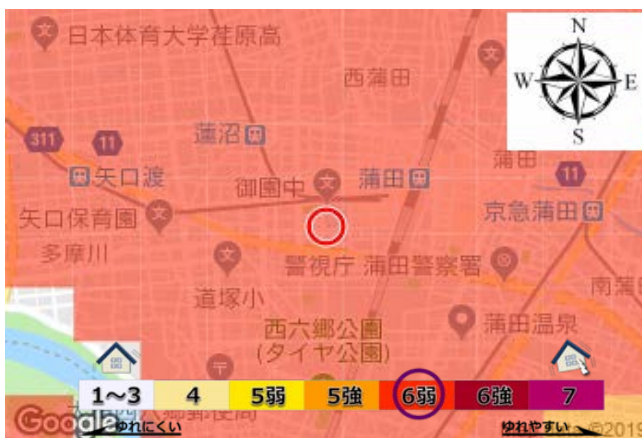 日本体育大学荏原高
N
W
E
S
西蒲田
311
11
蓮沼
蒲田
矢口渡
御園中
蒲田
11
矢口保育園
京急蒲田
多摩川
警視庁 蒲田警察署
南蒲
道塚小
西六郷公園
(タイヤ公園)
蒲田温泉
1～3
4
5弱
5強
6弱
6強
7
Google
ゆれにくい
ゆれやすい
©2019